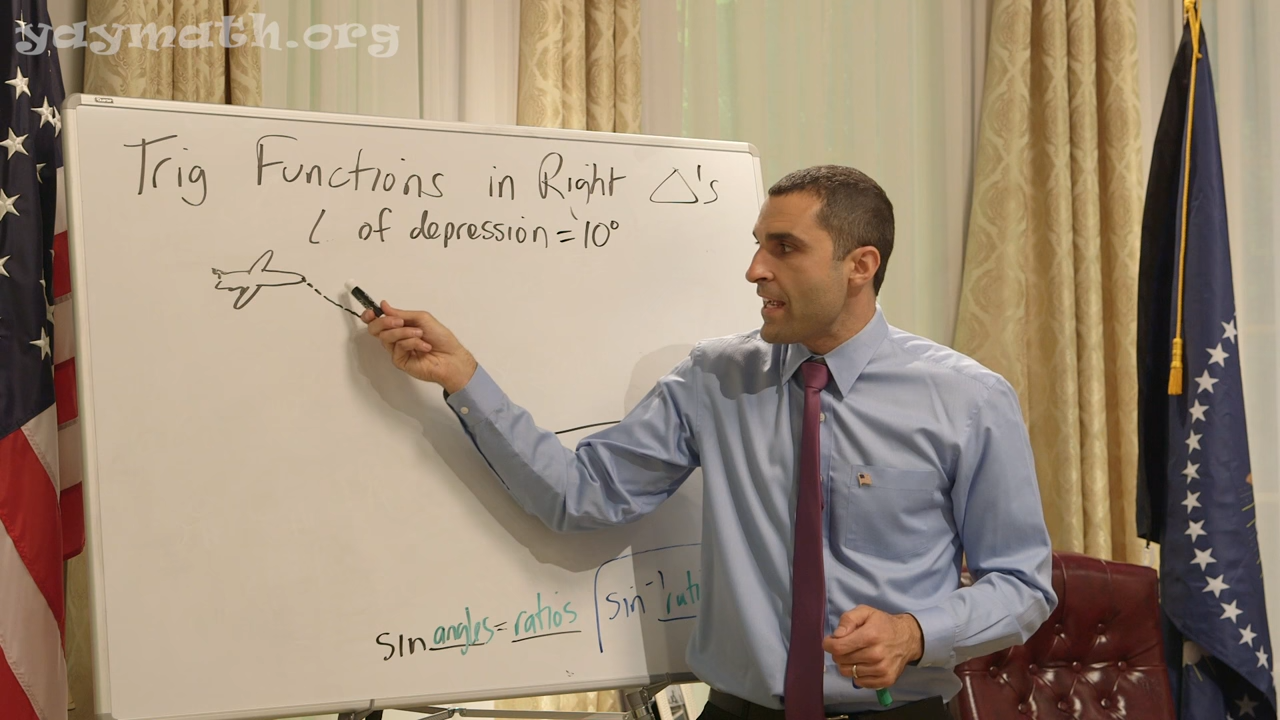 yaymath.org
Trig Functions in Right △'s
∠ of depression = 10°
sin angles = ratios
sin⁻¹